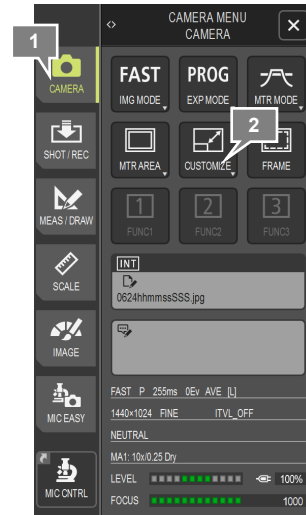 CAMERA MENU
CAMERA
1
CAMERA
FAST
IMG MODE
PROG
EXP MODE
MTR MODE
2
SHOT / REC
MTR AREA
CUSTOMIZE
FRAME
MEAS / DRAW
1
FUNC1
2
FUNC2
3
FUNC3
SCALE
INT
0624hhmmssSSS.jpg
IMAGE
MIC EASY
FAST P 255ms 0Ev AVE [L]
1440×1024 FINE ITVL_OFF
NEUTRAL
MA1: 10x/0.25 Dry
MIC CNTRL
LEVEL 100%
FOCUS 1000